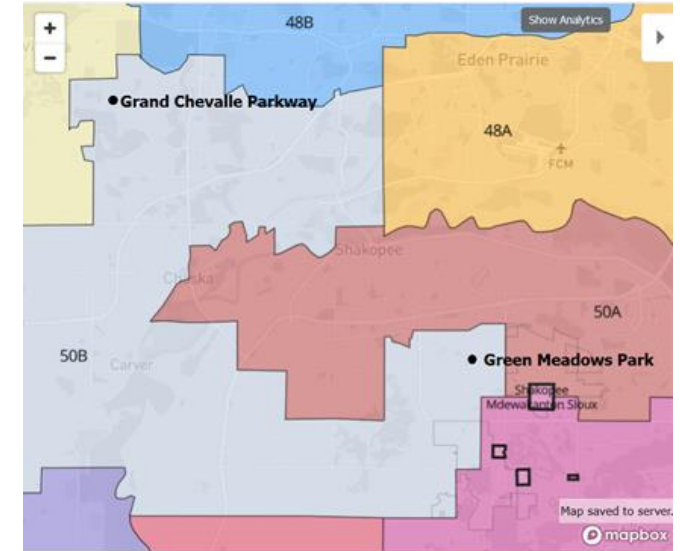 +
−
48B
Show Analytics
Grand Chevalle Parkway
Eden Prairie
48A
FCM
Shakopee
Chaska
50A
50B
Carver
Green Meadows Park
Shakopee
Mdewakanton Sioux
Map saved to server.
mapbox